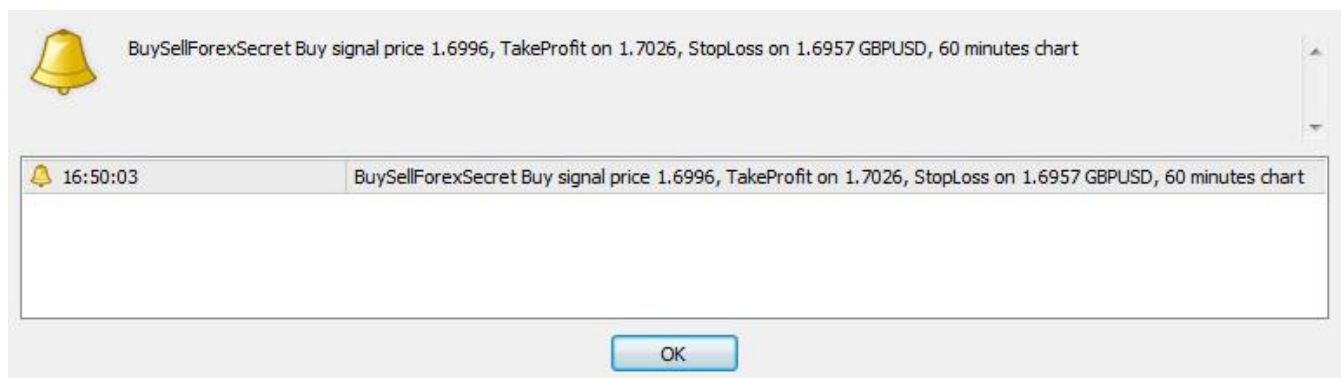 BuySellForexSecret Buy signal price 1.6996, TakeProfit on 1.7026, StopLoss on 1.6957 GBPUSD, 60 minutes chart
16:50:03 BuySellForexSecret Buy signal price 1.6996, TakeProfit on 1.7026, StopLoss on 1.6957 GBPUSD, 60 minutes chart
OK